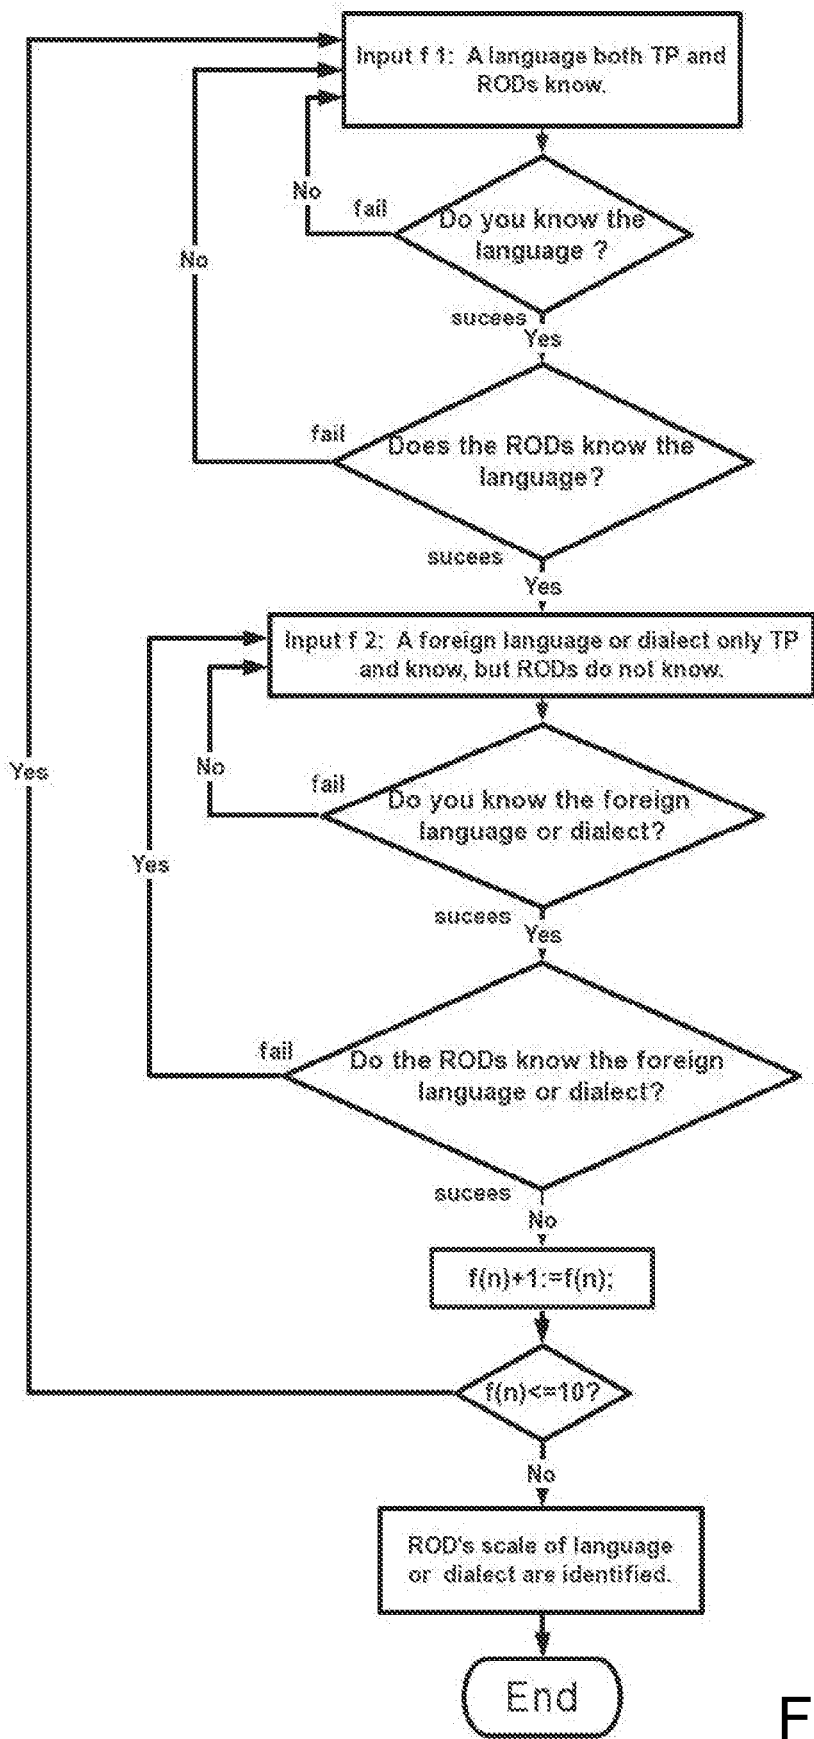 Input f 1: A language both TP and
RODs know.
fail
No
Do you know the
language ?
No
sucees
Yes
fail
Does the RODs know the
language?
sucees
Yes
Input f 2: A foreign language or dialect only TP
and know, but RODs do not know.
Yes
No
fail
Do you know the foreign
language or dialect?
Yes
sucees
Yes
fail
Do the RODs know the foreign
language or dialect?
sucees
No
f(n)+1:=f(n);
f(n)<=10?
No
ROD's scale of language
or dialect are identified.
End
F